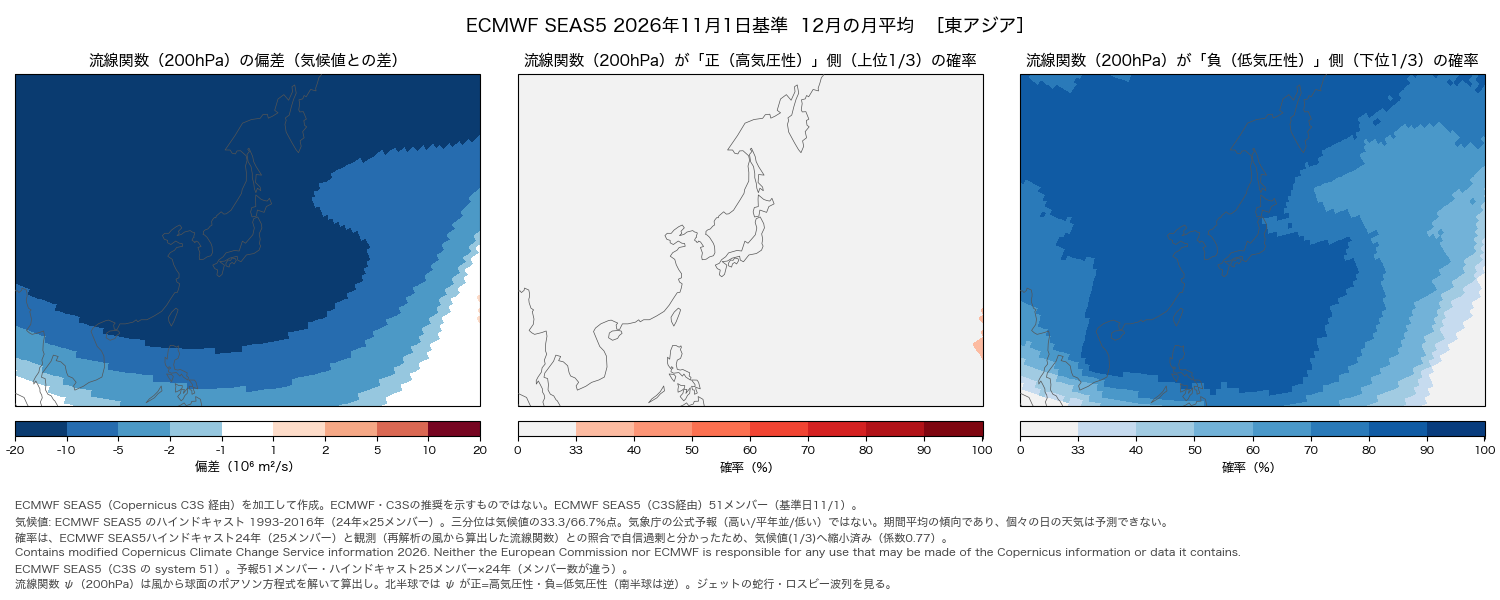 ECMWF SEAS5 2026年11月1日基準 12月の月平均 ［東アジア］
流線関数（200hPa）の偏差（気候値との差）
流線関数（200hPa）が「正（高気圧性）」側（上位1/3）の確率
流線関数（200hPa）が「負（低気圧性）」側（下位1/3）の確率
-20 -10 -5 -2 -1 1 2 5 10 20
偏差（10⁶ m²/s）
0 33 40 50 60 70 80 90 100
確率（%）
0 33 40 50 60 70 80 90 100
確率（%）
ECMWF SEAS5（Copernicus C3S 経由）を加工して作成。ECMWF・C3Sの推奨を示すものではない。ECMWF SEAS5（C3S経由）51メンバー（基準日11/1）。
気候値: ECMWF SEAS5 のハインドキャスト 1993-2016年（24年×25メンバー）。三分位は気候値の33.3/66.7%点。気象庁の公式予報（高い/平年並/低い）ではない。期間平均の傾向であり、個々の日の天気は予測できない。
確率は、ECMWF SEAS5ハインドキャスト24年（25メンバー）と観測（再解析の風から算出した流線関数）との照合で自信過剰と分かったため、気候値(1/3)へ縮小済み（係数0.77）。
Contains modified Copernicus Climate Change Service information 2026. Neither the European Commission nor ECMWF is responsible for any use that may be made of the Copernicus information or data it contains.
ECMWF SEAS5（C3S の system 51）。予報51メンバー・ハインドキャスト25メンバー×24年（メンバー数が違う）。
流線関数 ψ（200hPa）は風から球面のポアソン方程式を解いて算出し。北半球では ψ が正=高気圧性・負=低気圧性（南半球は逆）。ジェットの蛇行・ロスビー波列を見る。